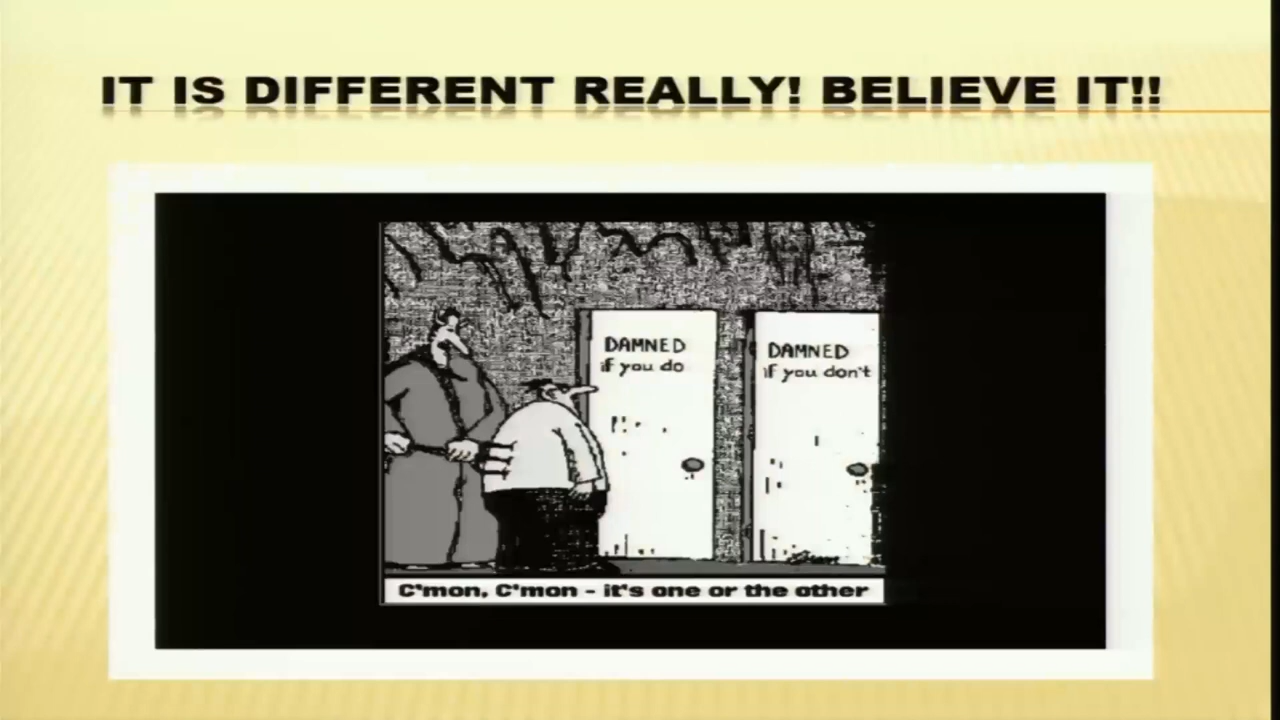 IT IS DIFFERENT REALLY! BELIEVE IT!!
DAMNED
if you do
DAMNED
if you don't
C'mon, C'mon - it's one or the other